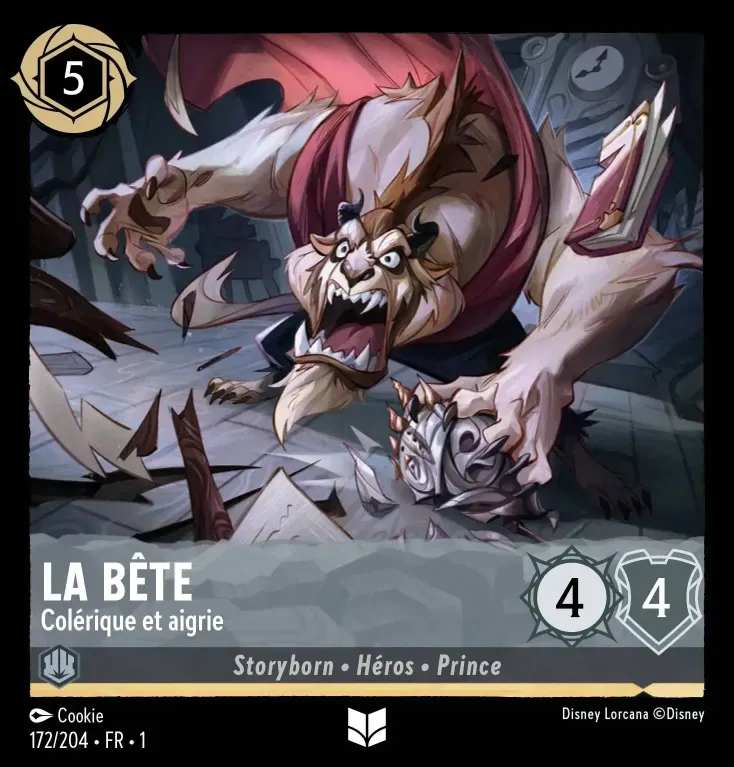 5
LA BÊTE
Colérique et aigrie
4
4
Storyborn • Héros • Prince
Cookie
172/204 • FR • 1
Disney Lorcana ©Disney